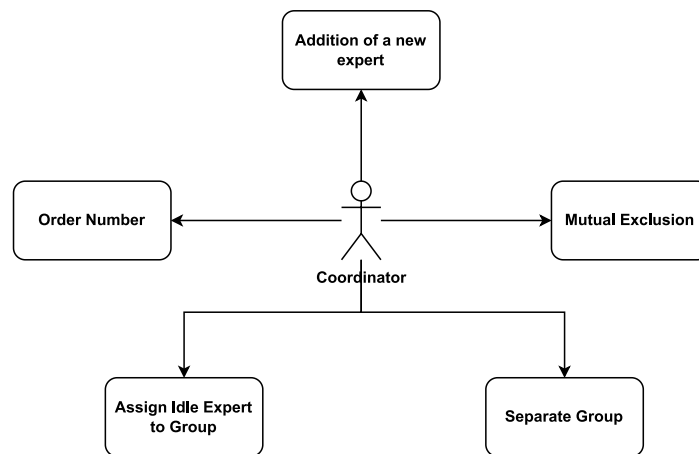 Addition of a new
expert
Order Number
Mutual Exclusion
Coordinator
Assign Idle Expert
to Group
Separate Group